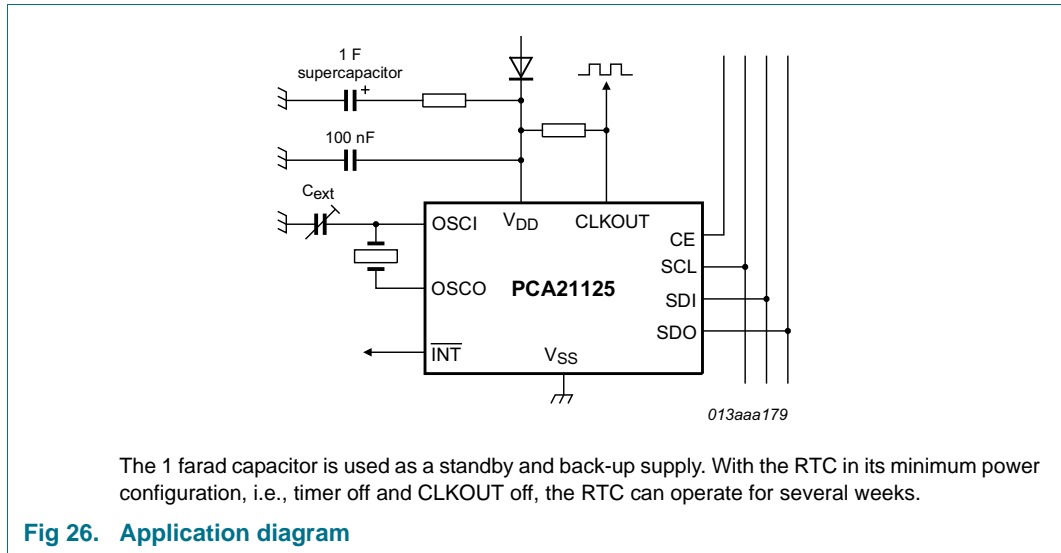 1 F
supercapacitor
+
100 nF
Cext
OSCI
VDD
CLKOUT
CE
SCL
OSCO
PCA21125
SDI
SDO
INT
VSS
013aaa179
The 1 farad capacitor is used as a standby and back-up supply. With the RTC in its minimum power
configuration, i.e., timer off and CLKOUT off, the RTC can operate for several weeks.
Fig 26. Application diagram